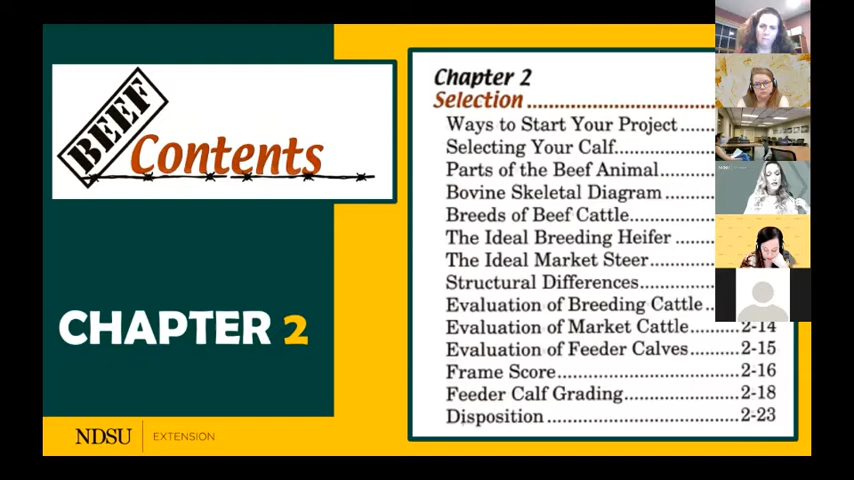 BEEF
Contents
CHAPTER 2
NDSU EXTENSION
Chapter 2
Selection
Ways to Start Your Project
Selecting Your Calf
Parts of the Beef Animal
Bovine Skeletal Diagram
Breeds of Beef Cattle
The Ideal Breeding Heifer
The Ideal Market Steer
Structural Differences
Evaluation of Breeding Cattle
Evaluation of Market Cattle 2-14
Evaluation of Feeder Calves 2-15
Frame Score 2-16
Feeder Calf Grading 2-18
Disposition 2-23